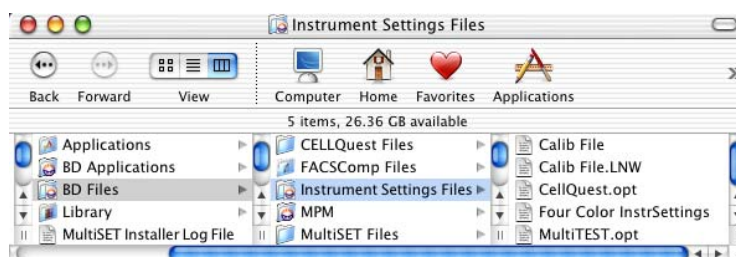 Instrument Settings Files
Back Forward View Computer Home Favorites Applications
5 items, 26.36 GB available
Applications CELLQuest Files Calib File
BD Applications FACSComp Files Calib File.LNW
BD Files Instrument Settings Files CellQuest.opt
Library MPM Four Color InstrSettings
MultiSET Installer Log File MultiSET Files MultiTEST.opt